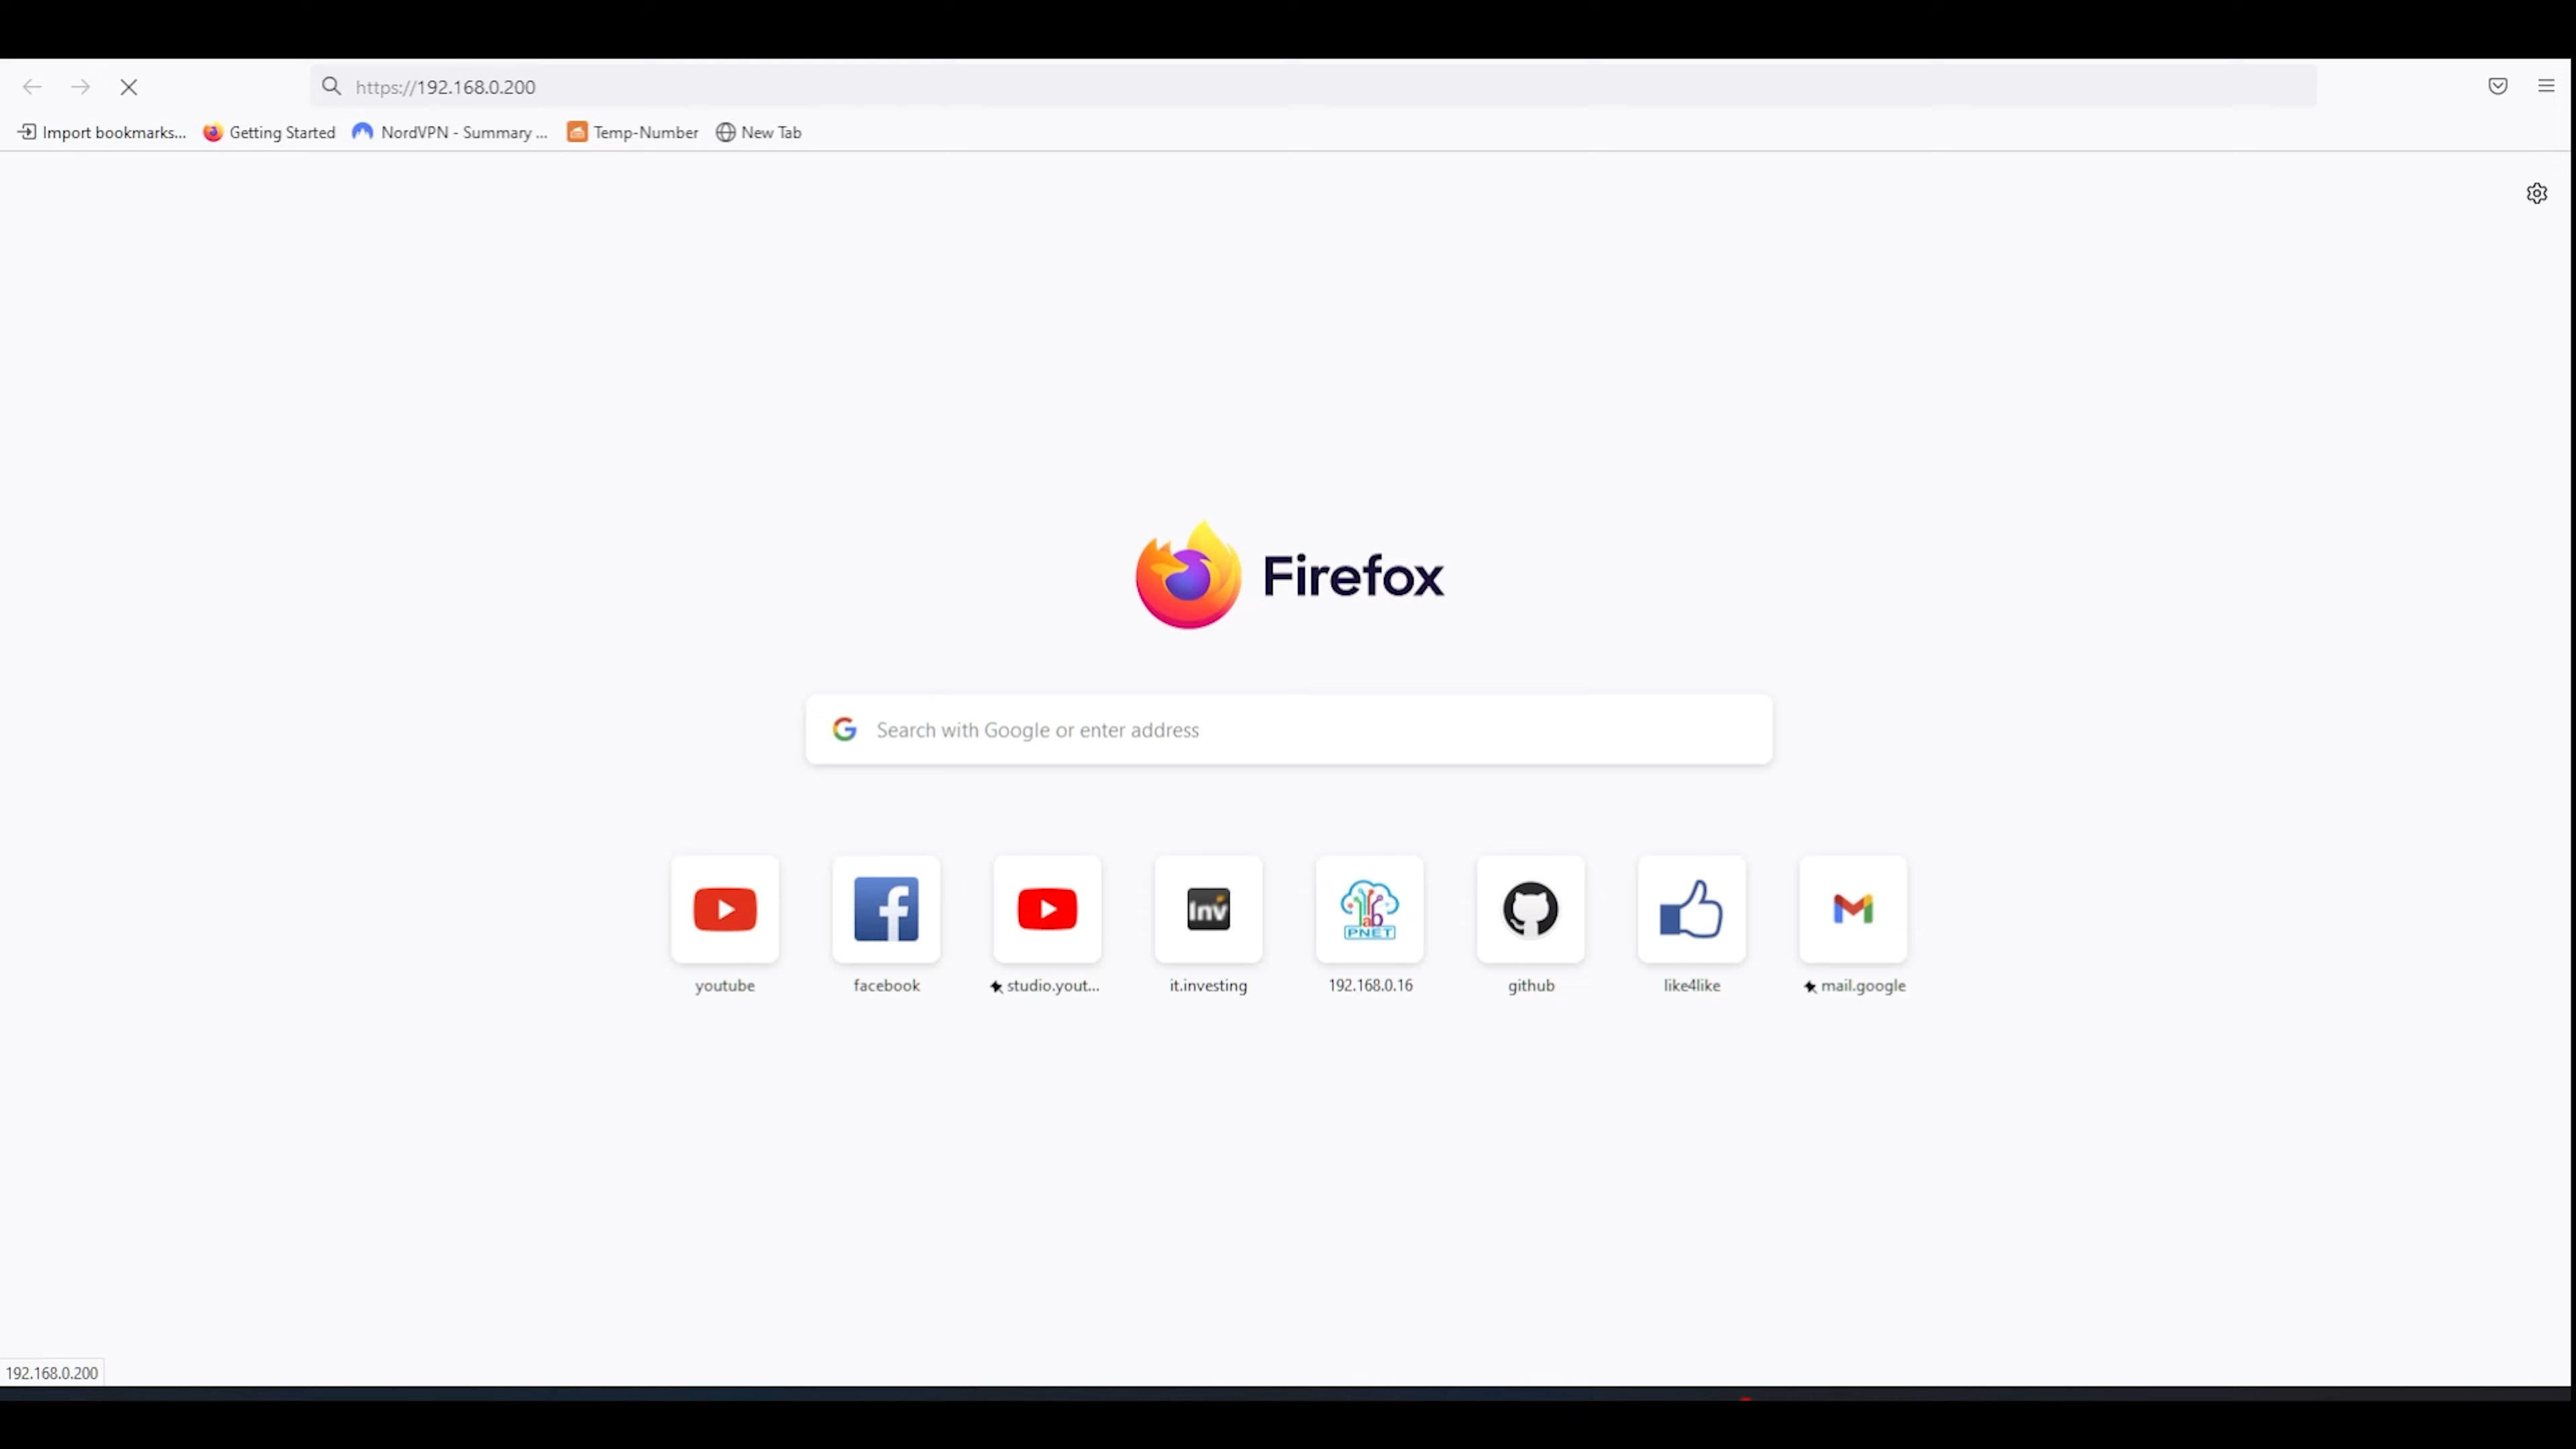 https://192.168.0.200
Import bookmarks... Getting Started NordVPN - Summary ... Temp-Number New Tab
Firefox
Search with Google or enter address
Inv
lab
PNET
youtube facebook studio.yout... it.investing 192.168.0.16 github like4like mail.google
192.168.0.200